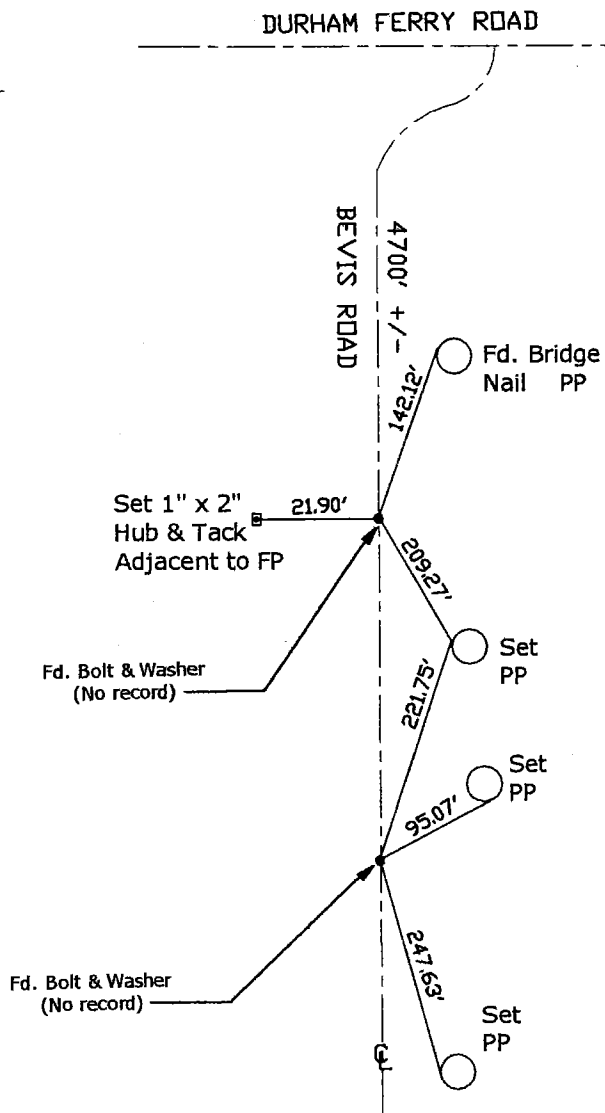 DURHAM FERRY ROAD
BEVIS ROAD
4700' +/-
Fd. Bridge
Nail PP
142.12'
Set 1" x 2"
Hub & Tack
Adjacent to FP
21.90'
209.27'
Fd. Bolt & Washer
(No record)
Set
PP
221.75'
Set
PP
95.07'
Fd. Bolt & Washer
(No record)
247.63'
Set
PP
℄